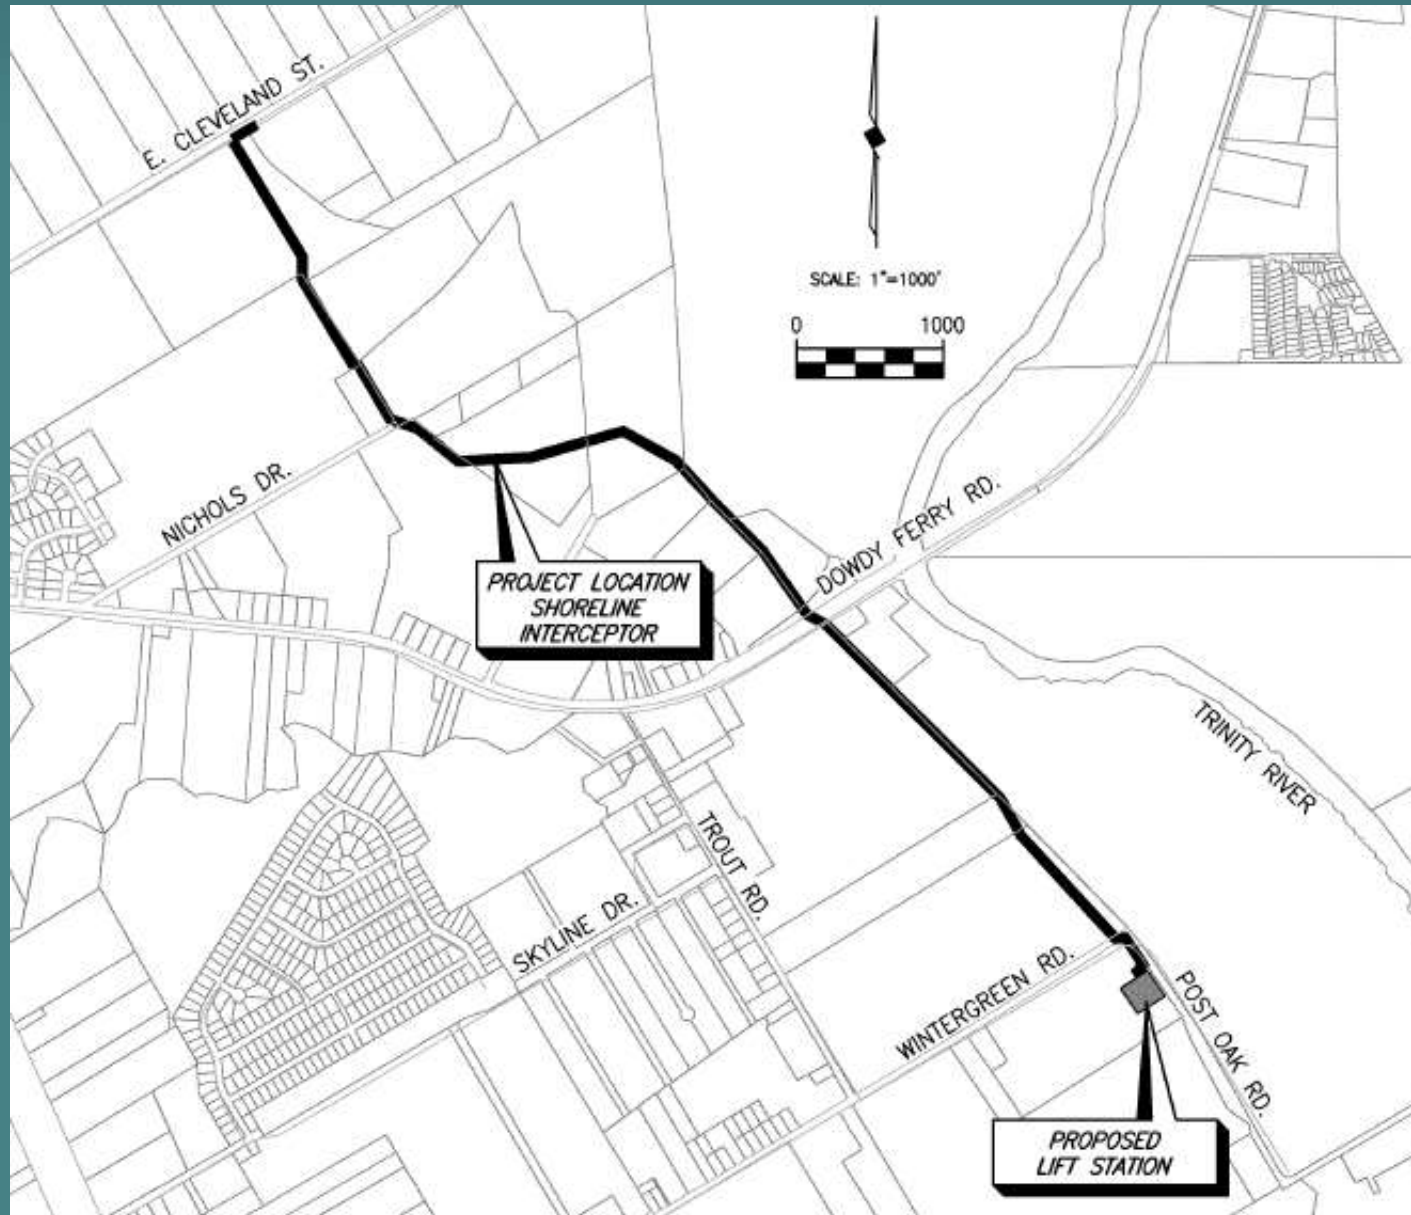 E. CLEVELAND ST.
SCALE: 1"=1000'
0 1000
NICHOLS DR.
DOWDY FERRY RD.
PROJECT LOCATION
SHORELINE
INTERCEPTOR
TRINITY RIVER
TROUT RD.
SKYLINE DR.
WINTERGREEN RD.
POST OAK RD.
PROPOSED
LIFT STATION